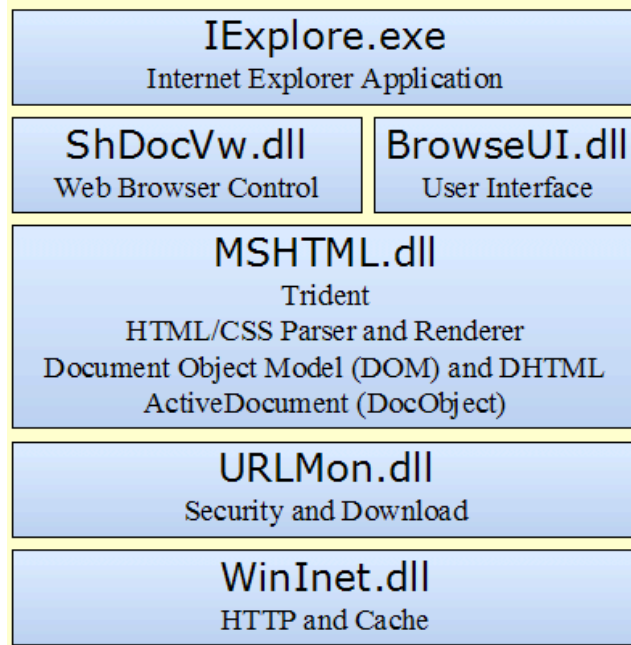 IExplore.exe
Internet Explorer Application
ShDocVw.dll
Web Browser Control
BrowseUI.dll
User Interface
MSHTML.dll
Trident
HTML/CSS Parser and Renderer
Document Object Model (DOM) and DHTML
ActiveDocument (DocObject)
URLMon.dll
Security and Download
WinInet.dll
HTTP and Cache